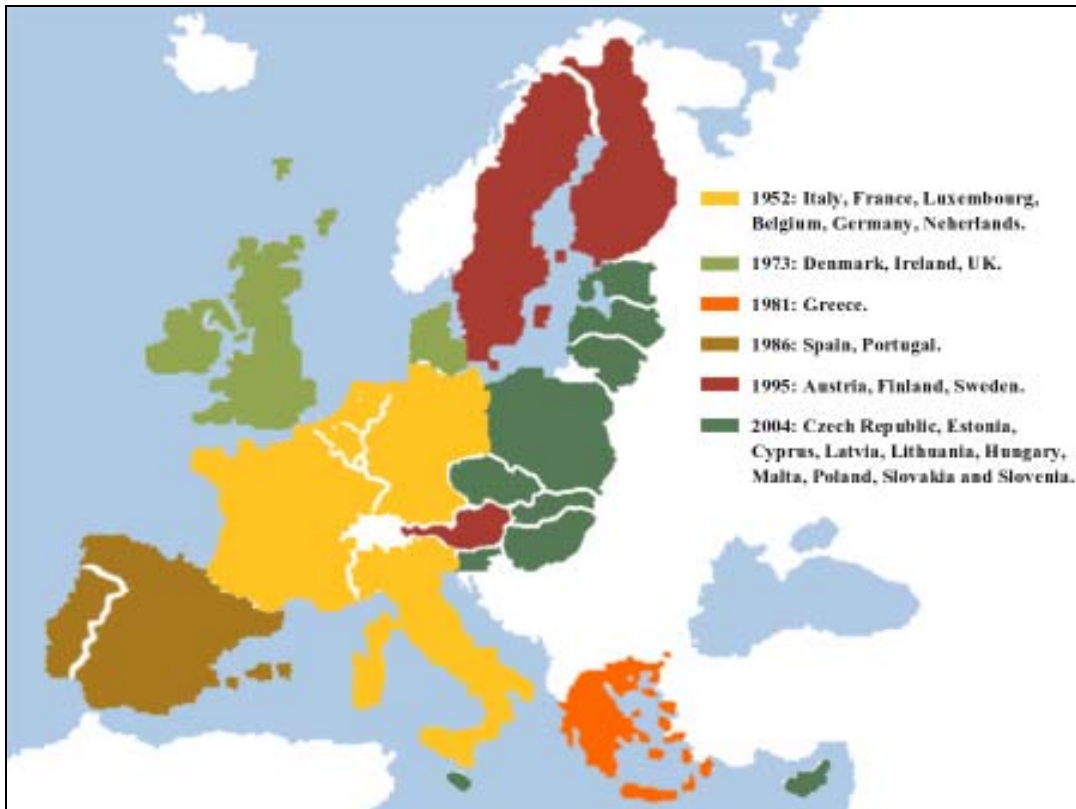 1952: Italy, France, Luxembourg,
Belgium, Germany, Neherlands.
1973: Denmark, Ireland, UK.
1981: Greece.
1986: Spain, Portugal.
1995: Austria, Finland, Sweden.
2004: Czech Republic, Estonia,
Cyprus, Latvia, Lithuania, Hungary,
Malta, Poland, Slovakia and Slovenia.